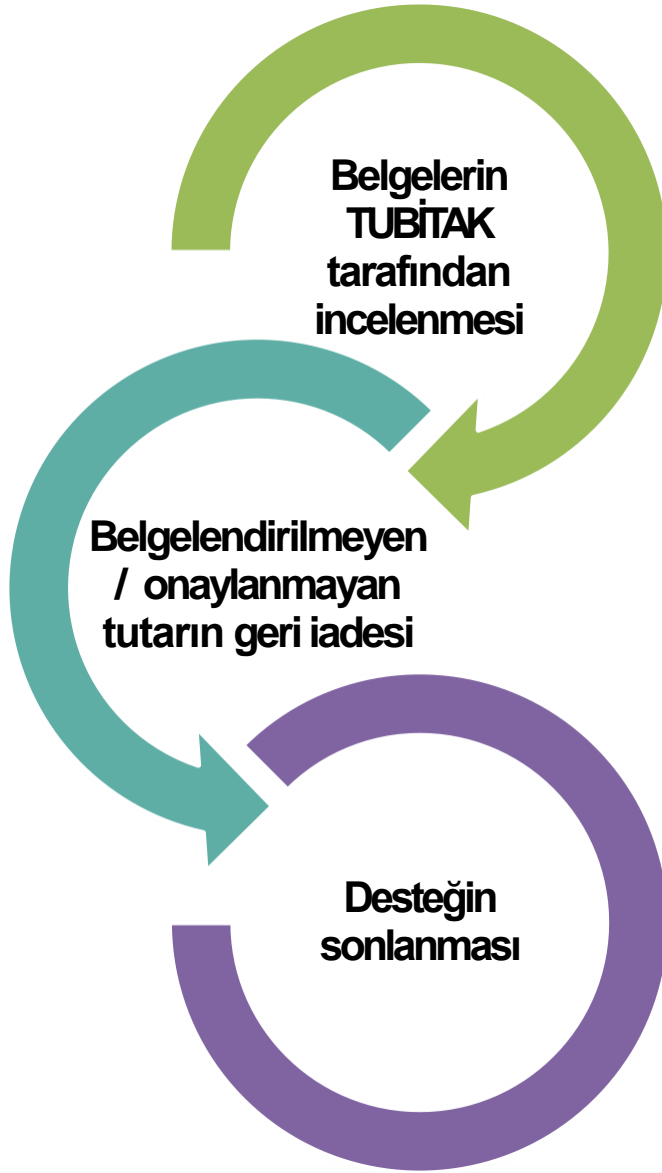 Belgelerin
TUBİTAK
tarafından
incelenmesi
Belgelendirilmeyen
/ onaylanmayan
tutarın geri iadesi
Desteğin
sonlanması